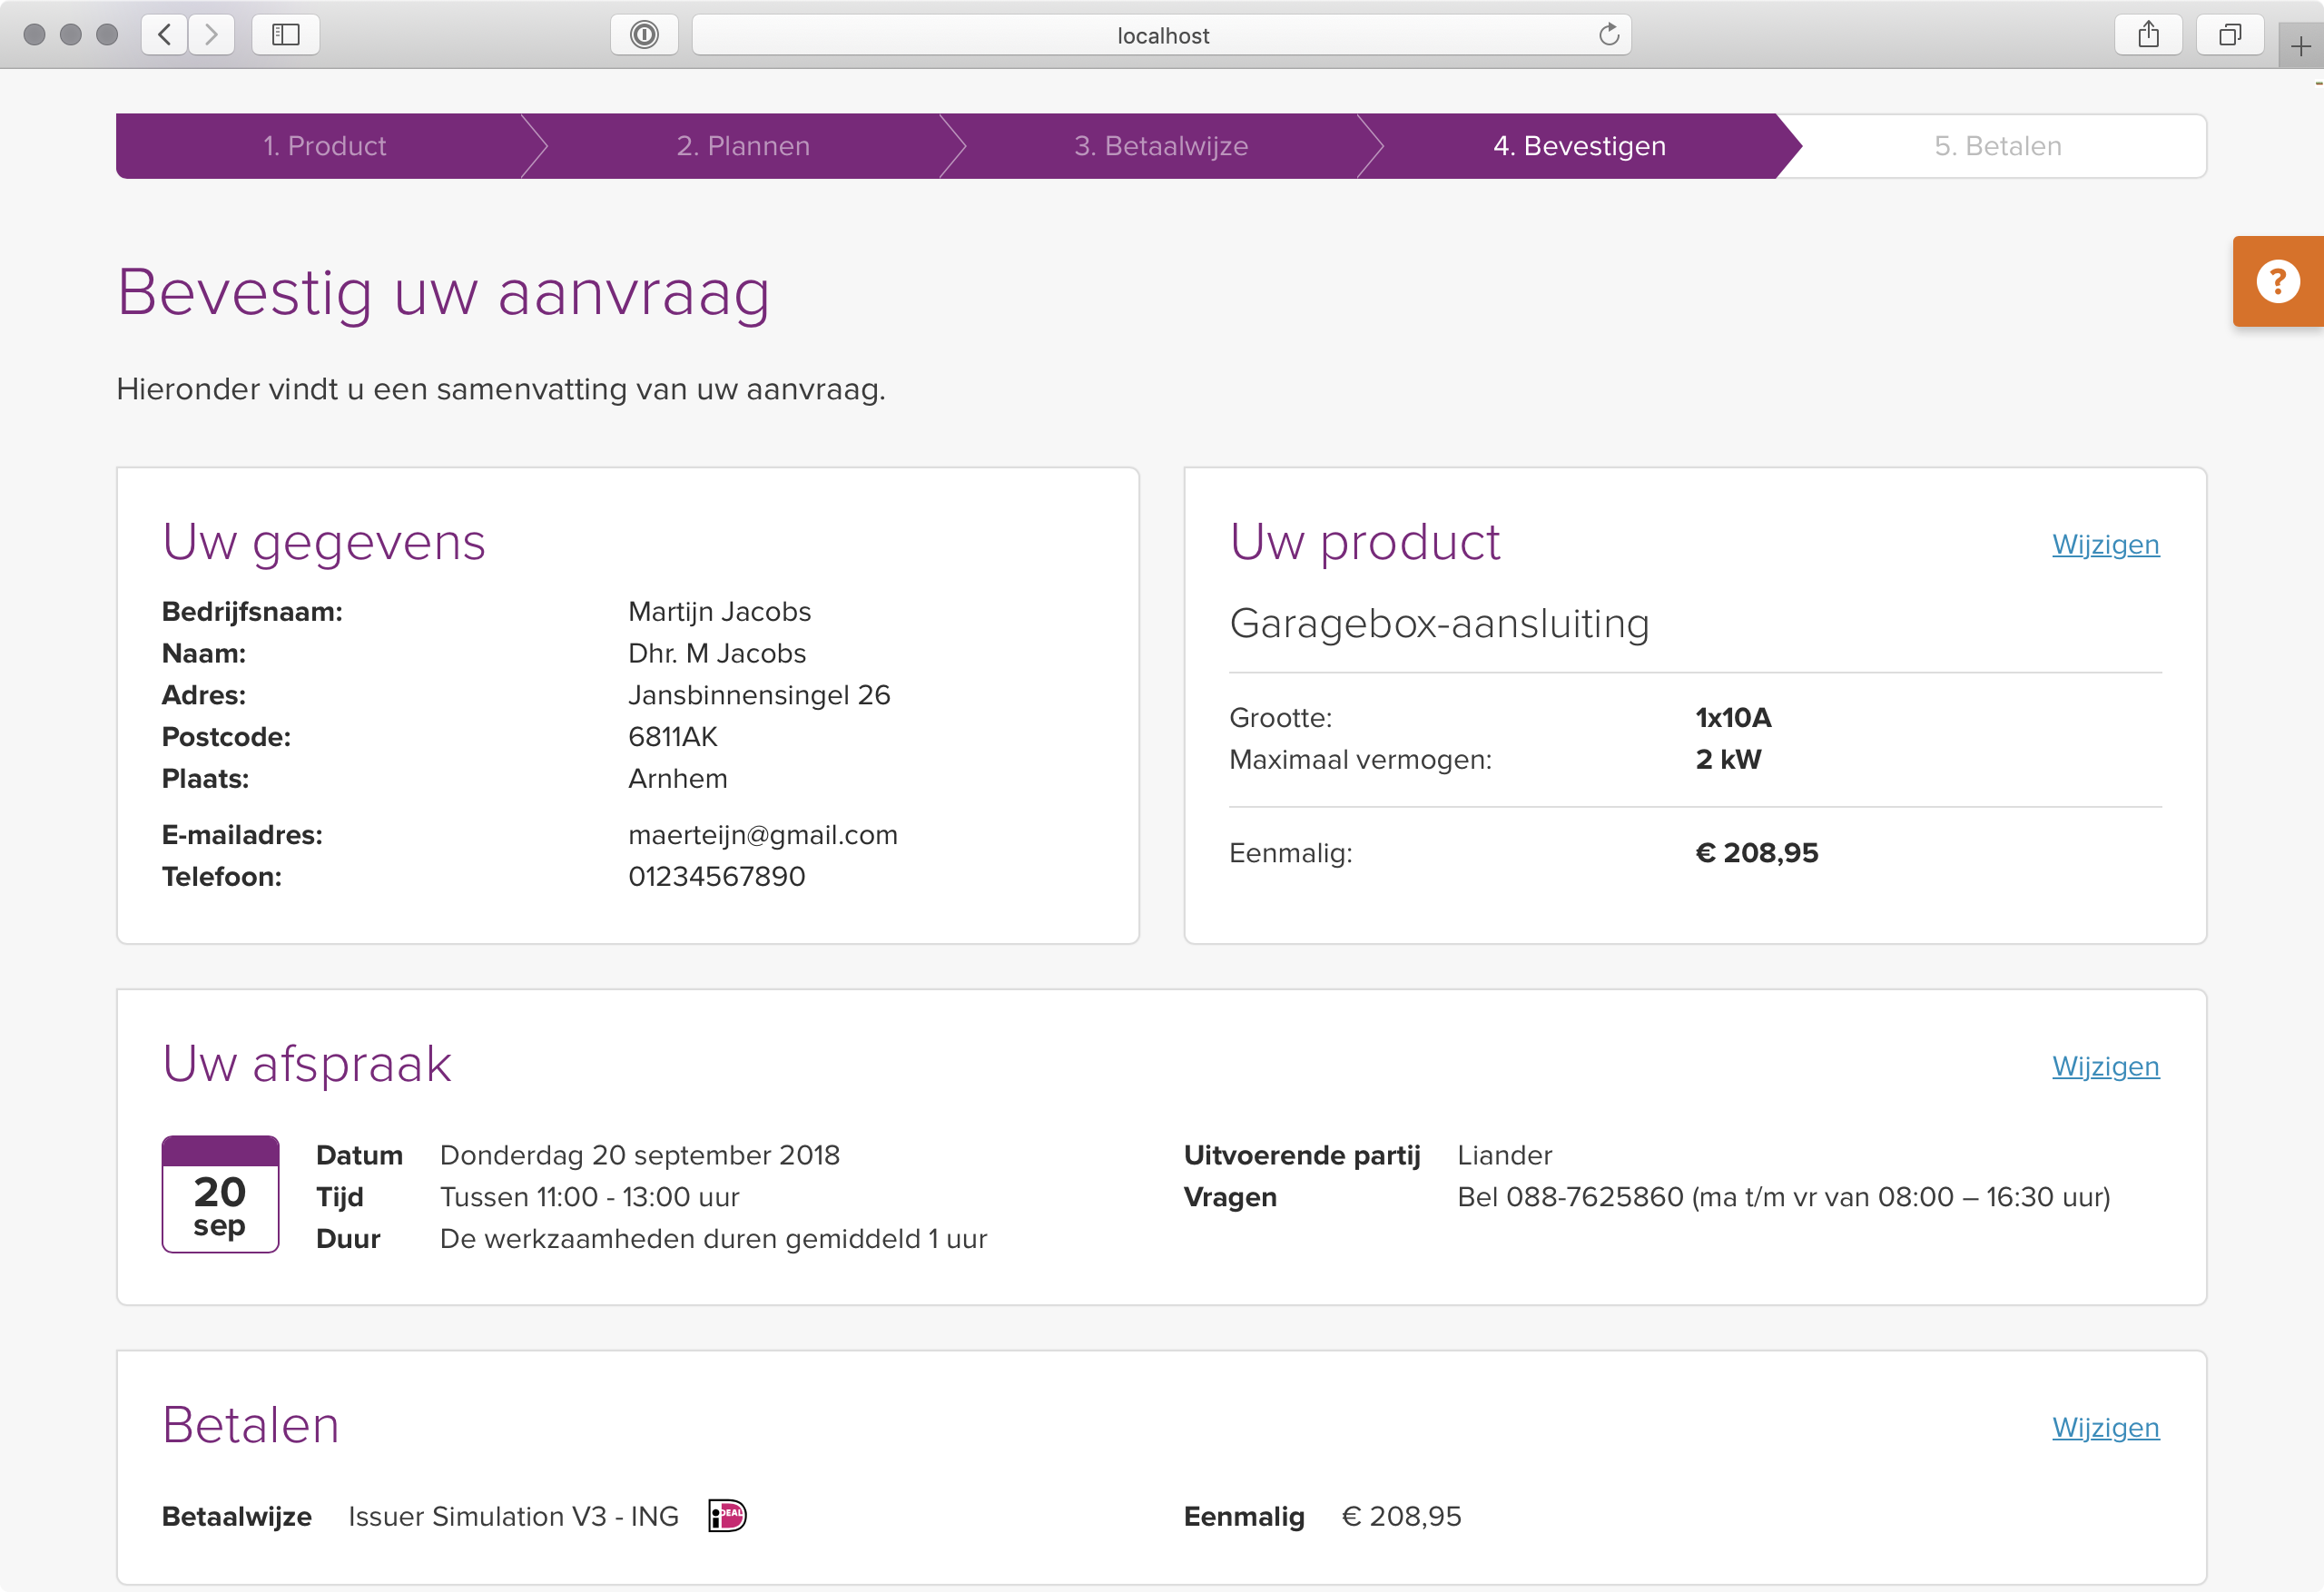 localhost
1. Product
2. Plannen
3. Betaalwijze
4. Bevestigen
5. Betalen
?
Bevestig uw aanvraag
Hieronder vindt u een samenvatting van uw aanvraag.
Uw gegevens
Bedrijfsnaam: Martijn Jacobs
Naam: Dhr. M Jacobs
Adres: Jansbinnensingel 26
Postcode: 6811AK
Plaats: Arnhem
E-mailadres: maerteijn@gmail.com
Telefoon: 01234567890
Uw product Wijzigen
Garagebox-aansluiting
Grootte: 1x10A
Maximaal vermogen: 2 kW
Eenmalig: € 208,95
Uw afspraak Wijzigen
20
sep
Datum Donderdag 20 september 2018
Tijd Tussen 11:00 - 13:00 uur
Duur De werkzaamheden duren gemiddeld 1 uur
Uitvoerende partij Liander
Vragen Bel 088-7625860 (ma t/m vr van 08:00 – 16:30 uur)
Betalen Wijzigen
Betaalwijze Issuer Simulation V3 - ING iDEAL
Eenmalig € 208,95